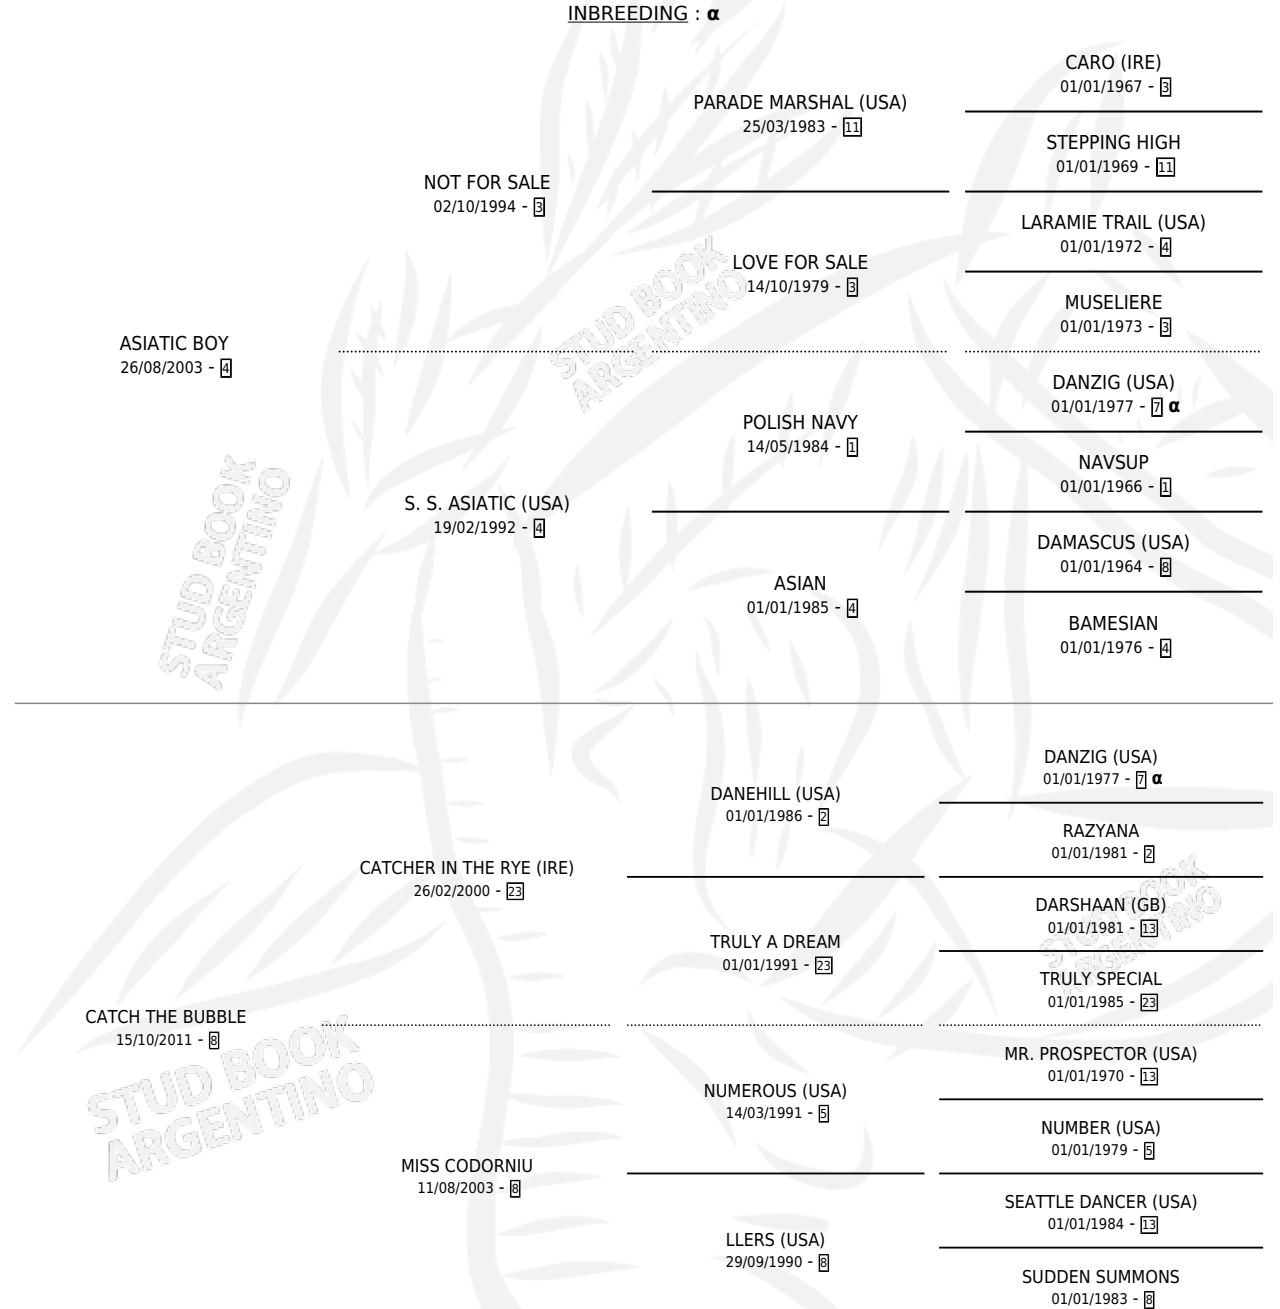 INBREEDING : α
CARO (IRE)
01/01/1967 - 3
PARADE MARSHAL (USA)
25/03/1983 - 11
STEPPING HIGH
01/01/1969 - 11
NOT FOR SALE
02/10/1994 - 3
LARAMIE TRAIL (USA)
01/01/1972 - 4
LOVE FOR SALE
14/10/1979 - 3
MUSELIERE
01/01/1973 - 3
ASIATIC BOY
26/08/2003 - 4
DANZIG (USA)
01/01/1977 - 7 α
POLISH NAVY
14/05/1984 - 1
NAVSUP
01/01/1966 - 1
S. S. ASIATIC (USA)
19/02/1992 - 4
DAMASCUS (USA)
01/01/1964 - 8
ASIAN
01/01/1985 - 4
BAMESIAN
01/01/1976 - 4
DANZIG (USA)
01/01/1977 - 7 α
DANEHILL (USA)
01/01/1986 - 2
RAZYANA
01/01/1981 - 2
CATCHER IN THE RYE (IRE)
26/02/2000 - 23
DARSHAAN (GB)
01/01/1981 - 13
TRULY A DREAM
01/01/1991 - 23
TRULY SPECIAL
01/01/1985 - 23
CATCH THE BUBBLE
15/10/2011 - 8
MR. PROSPECTOR (USA)
01/01/1970 - 13
NUMEROUS (USA)
14/03/1991 - 5
NUMBER (USA)
01/01/1979 - 5
MISS CODORNIU
11/08/2003 - 8
SEATTLE DANCER (USA)
01/01/1984 - 13
LLERS (USA)
29/09/1990 - 8
SUDDEN SUMMONS
01/01/1983 - 8
STUD BOOK
ARGENTINO
STUD BOOK
ARGENTINO
STUD BOOK
ARGENTINO
STUD BOOK
ARGENTINO